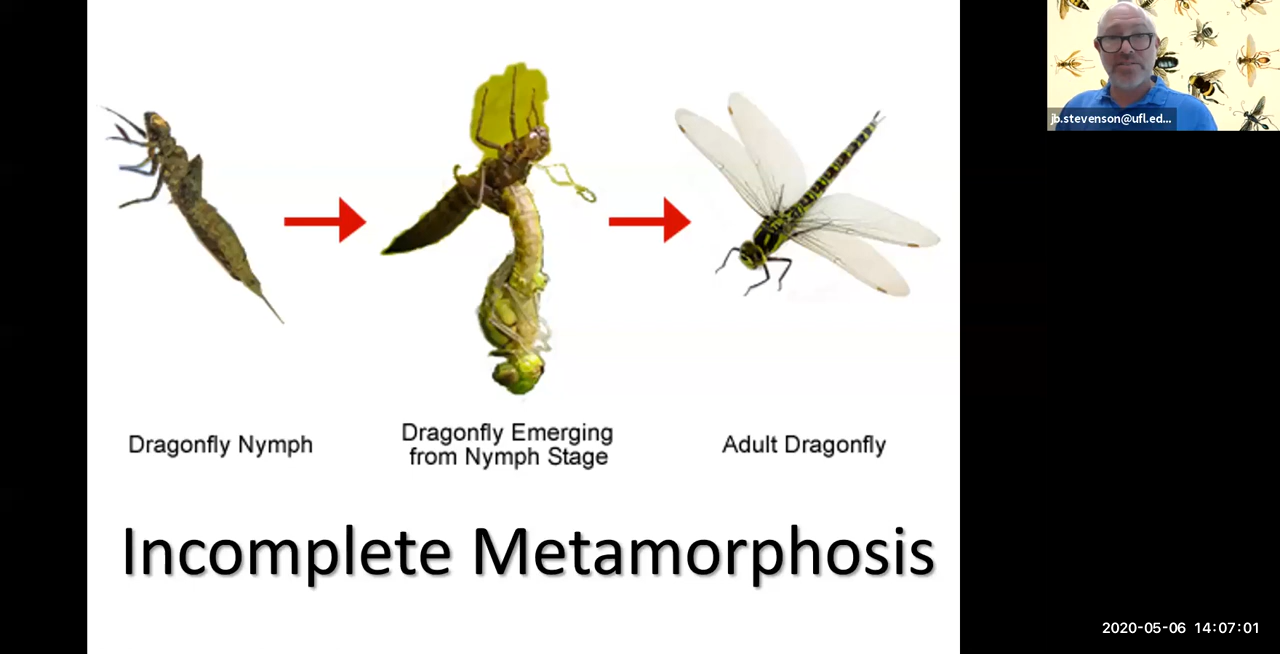 jb.stevenson@ufl.ed...
Dragonfly Nymph
Dragonfly Emerging
from Nymph Stage
Adult Dragonfly
Incomplete Metamorphosis
2020-05-06 14:07:01